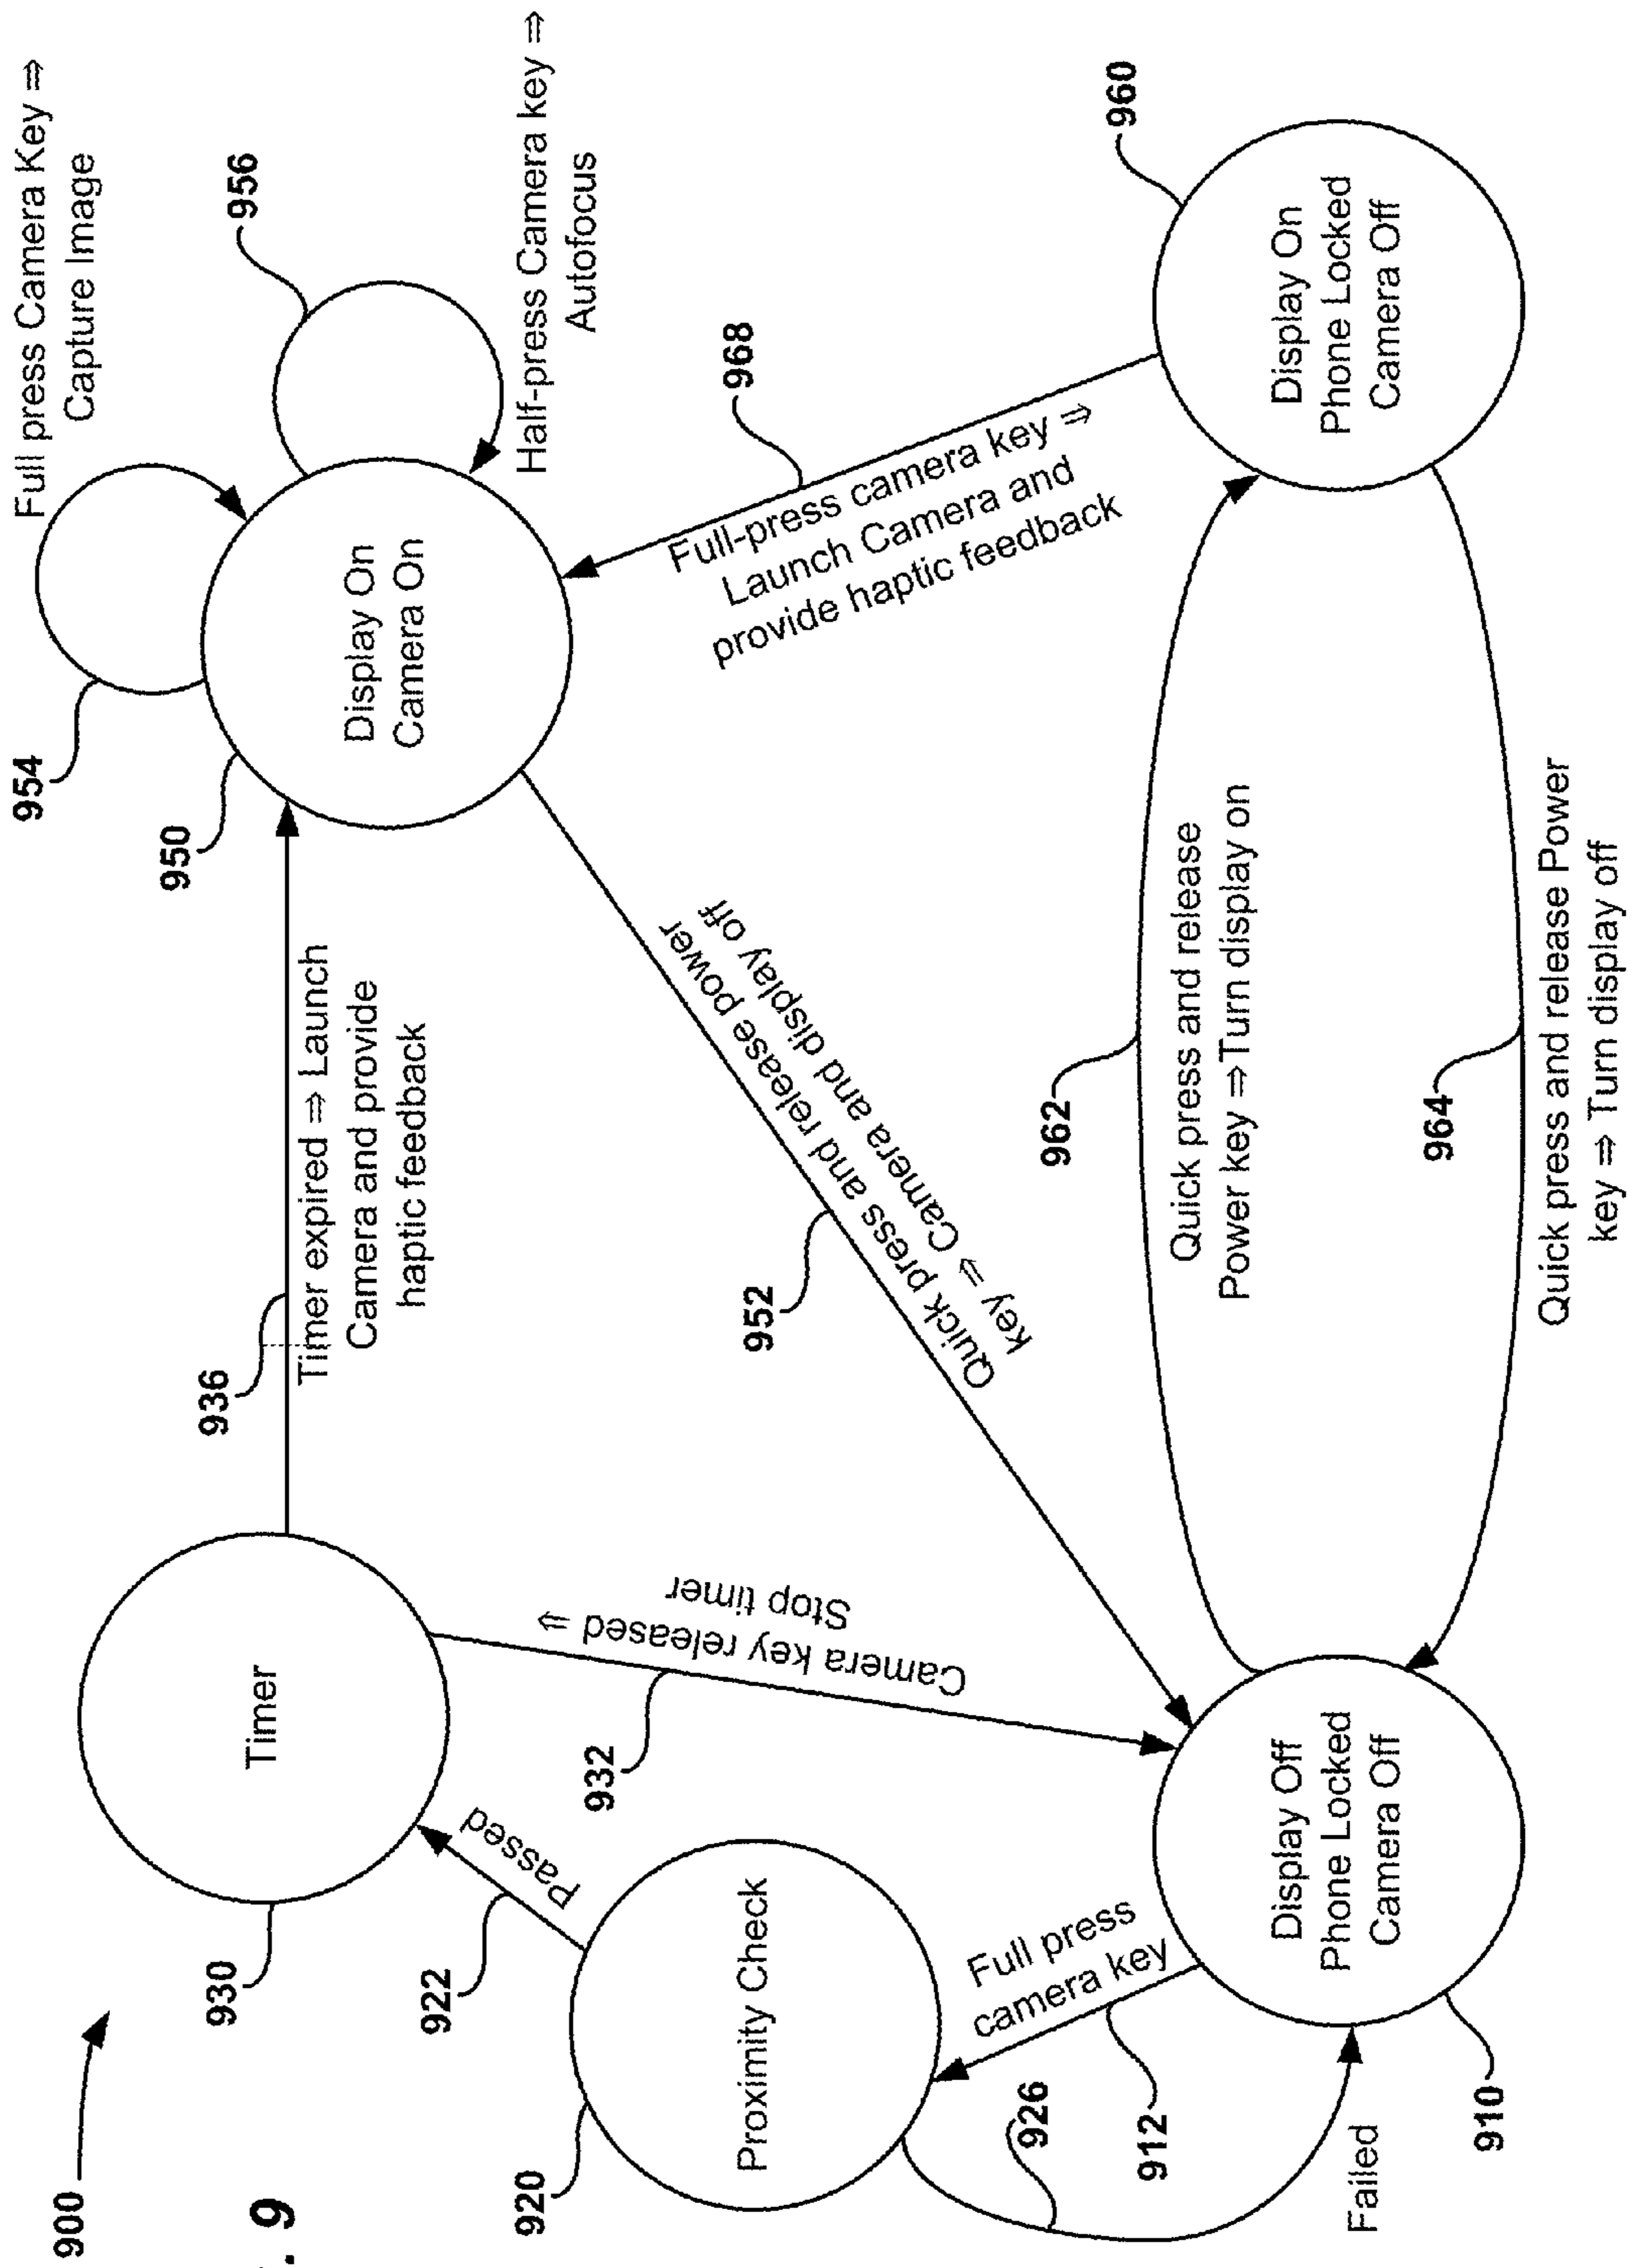 900
. 9
930
Timer
936
Timer expired ⇒ Launch
Camera and provide
haptic feedback
950
954
Display On
Camera On
Full press Camera Key ⇒
Capture Image
956
Half-press Camera key ⇒
Autofocus
920
Proximity Check
922
Passed
932
Camera key released ⇒
Stop timer
952
Quick press and release power
key ⇒ Camera and display off
968
Full-press camera key ⇒
Launch Camera and
provide haptic feedback
926
Failed
912
Full press
camera key
910
Display Off
Phone Locked
Camera Off
962
Quick press and release
Power key ⇒Turn display on
964
Quick press and release Power
key ⇒ Turn display off
960
Display On
Phone Locked
Camera Off